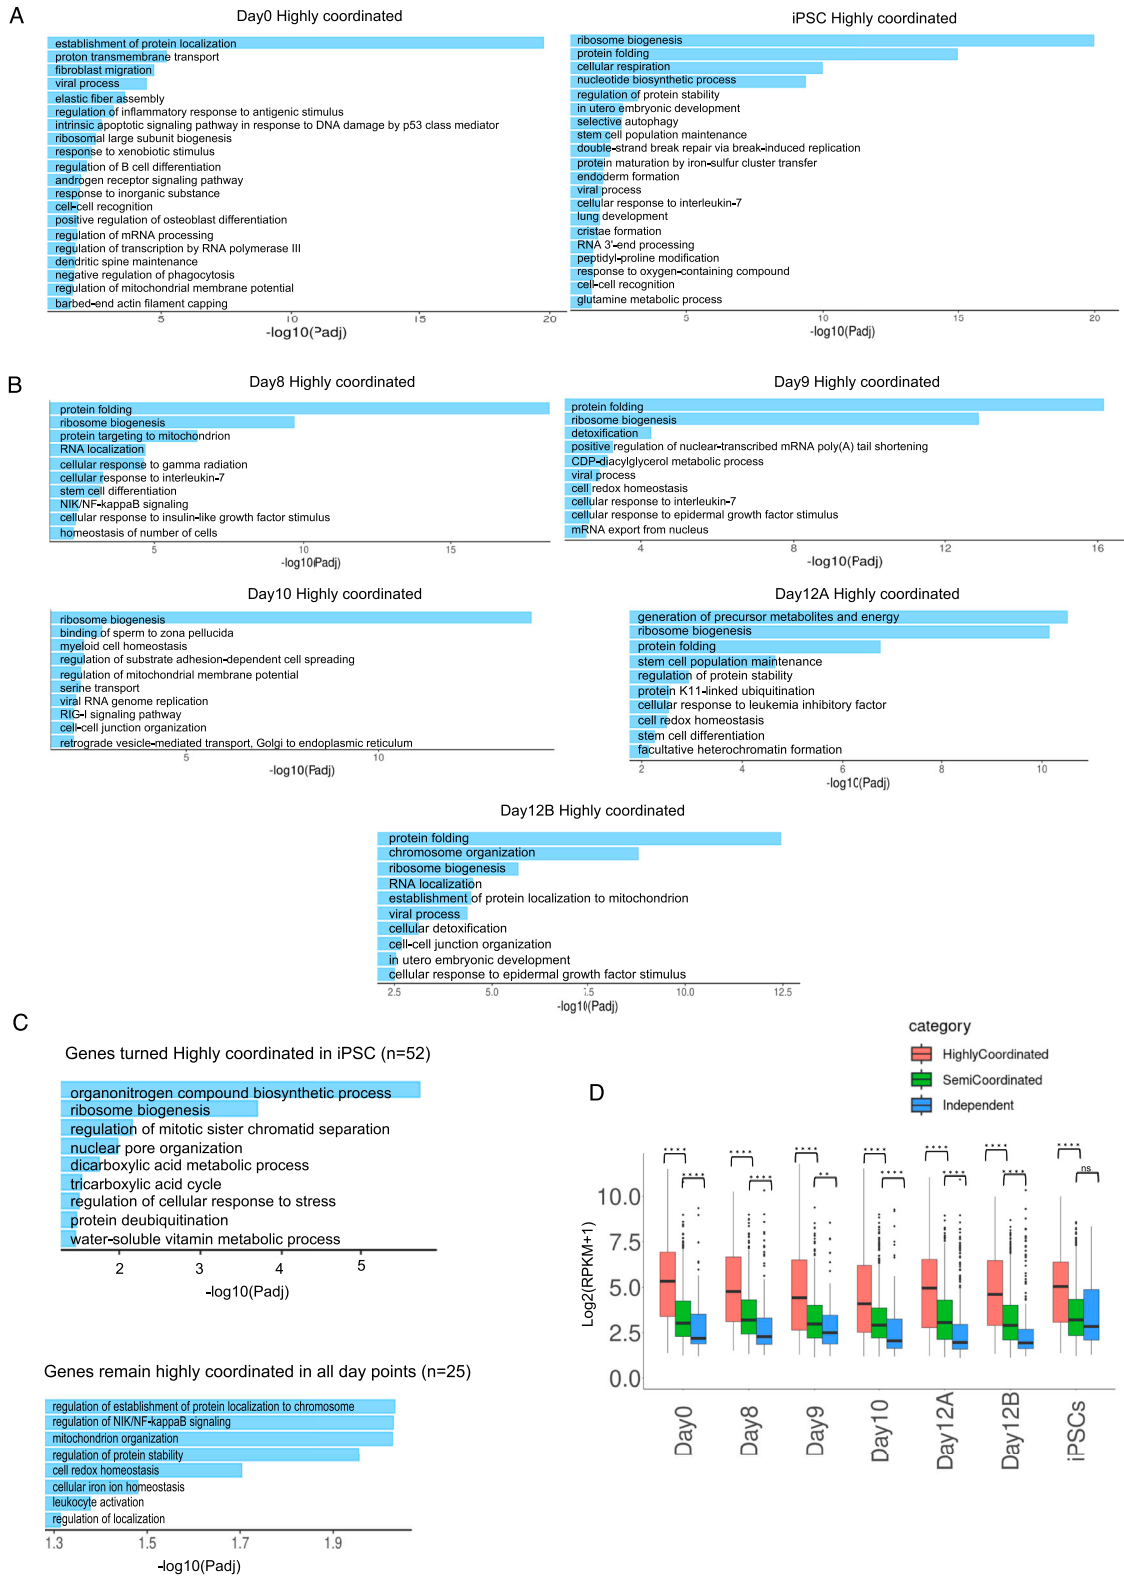 A
Day0 Highly coordinated
establishment of protein localization
proton transmembrane transport
fibroblast migration
viral process
elastic fiber assembly
regulation of inflammatory response to antigenic stimulus
intrinsic apoptotic signaling pathway in response to DNA damage by p53 class mediator
ribosomal large subunit biogenesis
response to xenobiotic stimulus
regulation of B cell differentiation
androgen receptor signaling pathway
response to inorganic substance
cell-cell recognition
positive regulation of osteoblast differentiation
regulation of mRNA processing
regulation of transcription by RNA polymerase III
dendritic spine maintenance
negative regulation of phagocytosis
regulation of mitochondrial membrane potential
barbed-end actin filament capping
5 10 15 20
-log10(Padj)
iPSC Highly coordinated
ribosome biogenesis
protein folding
cellular respiration
nucleotide biosynthetic process
regulation of protein stability
in utero embryonic development
selective autophagy
stem cell population maintenance
double-strand break repair via break-induced replication
protein maturation by iron-sulfur cluster transfer
endoderm formation
viral process
cellular response to interleukin-7
lung development
cristae formation
RNA 3'-end processing
peptidyl-proline modification
response to oxygen-containing compound
cell-cell recognition
glutamine metabolic process
5 10 15 20
-log10(Padj)
B
Day8 Highly coordinated
protein folding
ribosome biogenesis
protein targeting to mitochondrion
RNA localization
cellular response to gamma radiation
cellular response to interleukin-7
stem cell differentiation
NIK/NF-kappaB signaling
cellular response to insulin-like growth factor stimulus
homeostasis of number of cells
5 10 15
-log10(Padj)
Day9 Highly coordinated
protein folding
ribosome biogenesis
detoxification
positive regulation of nuclear-transcribed mRNA poly(A) tail shortening
CDP-diacylglycerol metabolic process
viral process
cell redox homeostasis
cellular response to interleukin-7
cellular response to epidermal growth factor stimulus
mRNA export from nucleus
4 8 12 16
-log10(Padj)
Day10 Highly coordinated
ribosome biogenesis
binding of sperm to zona pellucida
myeloid cell homeostasis
regulation of substrate adhesion-dependent cell spreading
regulation of mitochondrial membrane potential
serine transport
viral RNA genome replication
RIG-I signaling pathway
cell-cell junction organization
retrograde vesicle-mediated transport, Golgi to endoplasmic reticulum
5 10
-log10(Padj)
Day12A Highly coordinated
generation of precursor metabolites and energy
ribosome biogenesis
protein folding
stem cell population maintenance
regulation of protein stability
protein K11-linked ubiquitination
cellular response to leukemia inhibitory factor
cell redox homeostasis
stem cell differentiation
facultative heterochromatin formation
2 4 6 8 10
-log10(Padj)
Day12B Highly coordinated
protein folding
chromosome organization
ribosome biogenesis
RNA localization
establishment of protein localization to mitochondrion
viral process
cellular detoxification
cell-cell junction organization
in utero embryonic development
cellular response to epidermal growth factor stimulus
2.5 5.0 7.5 10.0 12.5
-log10(Padj)
C
Genes turned Highly coordinated in iPSC (n=52)
organonitrogen compound biosynthetic process
ribosome biogenesis
regulation of mitotic sister chromatid separation
nuclear pore organization
dicarboxylic acid metabolic process
tricarboxylic acid cycle
regulation of cellular response to stress
protein deubiquitination
water-soluble vitamin metabolic process
2 3 4 5
-log10(Padj)
Genes remain highly coordinated in all day points (n=25)
regulation of establishment of protein localization to chromosome
regulation of NIK/NF-kappaB signaling
mitochondrion organization
regulation of protein stability
cell redox homeostasis
cellular iron ion homeostasis
leukocyte activation
regulation of localization
1.3 1.5 1.7 1.9
-log10(Padj)
D
category
HighlyCoordinated
SemiCoordinated
Independent
**** **** **** **** **** **** ****
**** **** ** **** **** **** ns
Log2(RPKM+1)
10.0
7.5
5.0
2.5
0.0
Day0 Day8 Day9 Day10 Day12A Day12B iPSCs